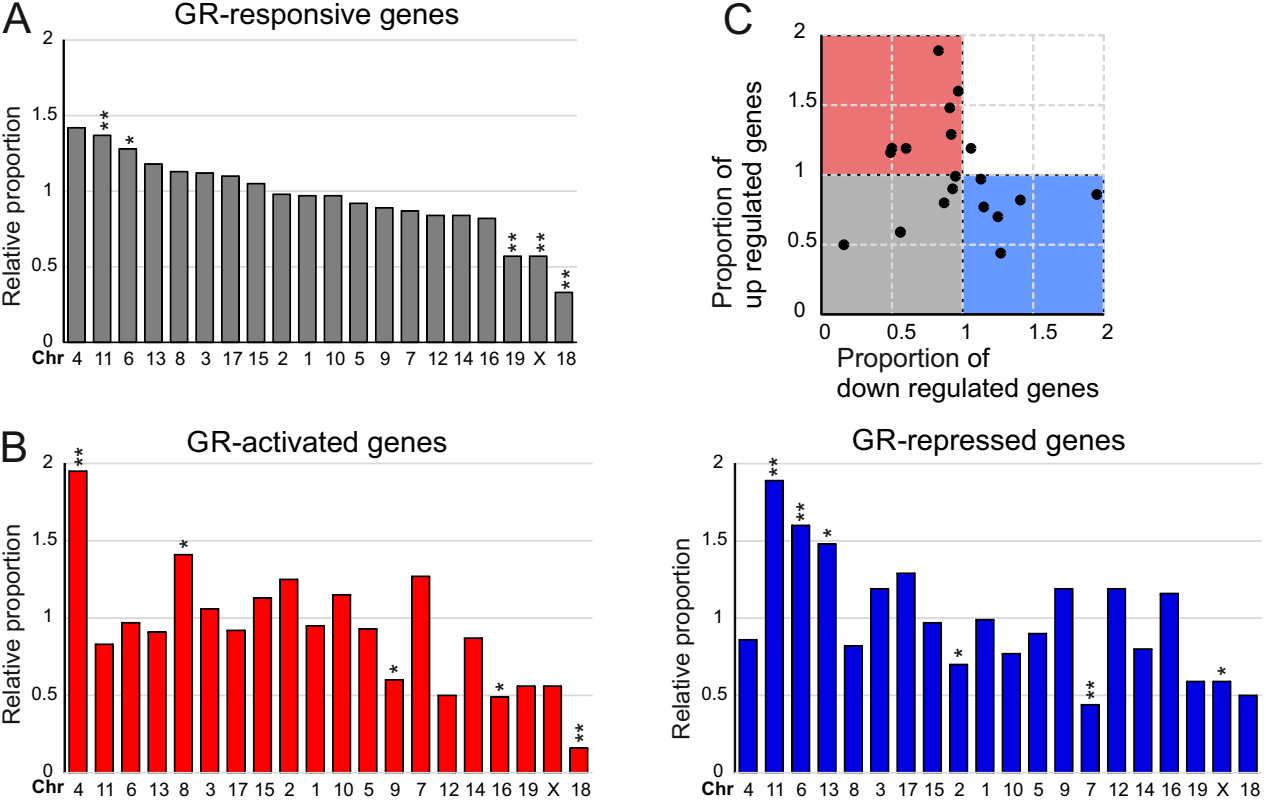 A
GR-responsive genes
Relative proportion
2
1.5
1
0.5
0
** * ** ** **
Chr 4 11 6 13 8 3 17 15 2 1 10 5 9 7 12 14 16 19 X 18
C
Proportion of
up regulated genes
2
1.5
1
0.5
0
0 0.5 1 1.5 2
Proportion of
down regulated genes
B
GR-activated genes
Relative proportion
2
1.5
1
0.5
0
** * * * **
Chr 4 11 6 13 8 3 17 15 2 1 10 5 9 7 12 14 16 19 X 18
GR-repressed genes
Relative proportion
2
1.5
1
0.5
0
** ** * * ** *
Chr 4 11 6 13 8 3 17 15 2 1 10 5 9 7 12 14 16 19 X 18